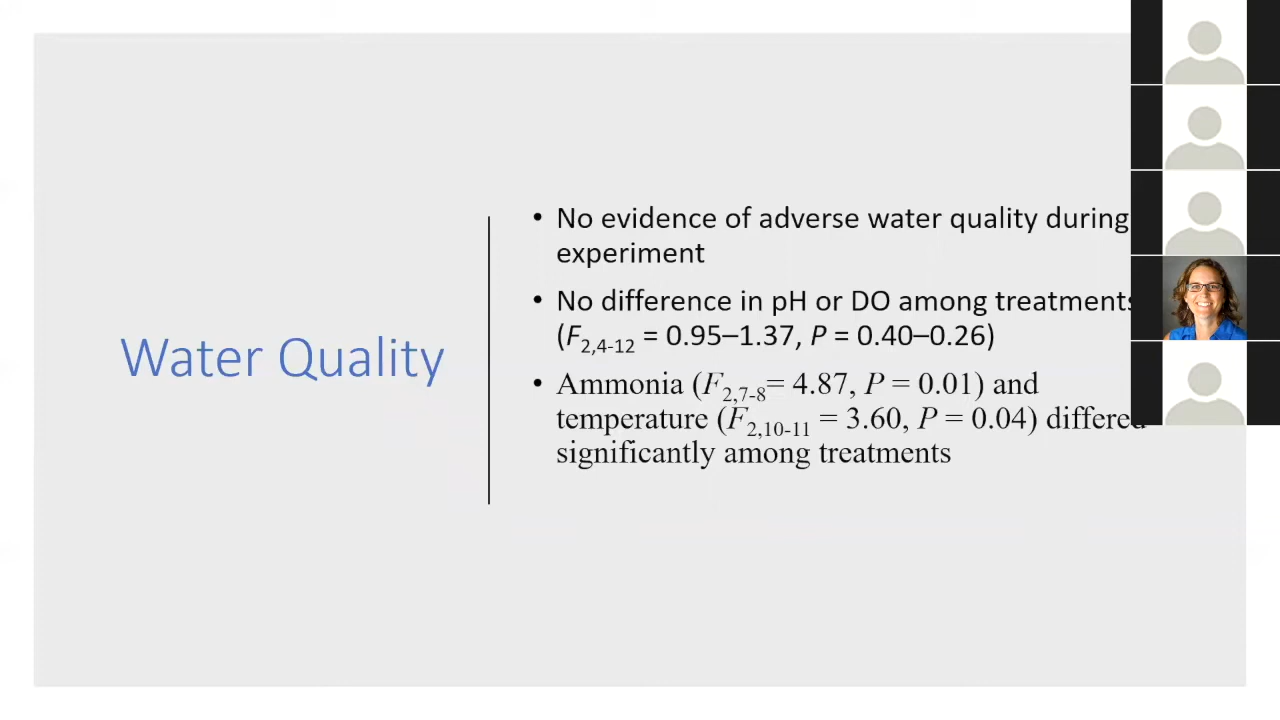 Water Quality
• No evidence of adverse water quality during
experiment
• No difference in pH or DO among treatments
(F2,4-12 = 0.95–1.37, P = 0.40–0.26)
• Ammonia (F2,7-8= 4.87, P = 0.01) and
temperature (F2,10-11 = 3.60, P = 0.04) differed
significantly among treatments